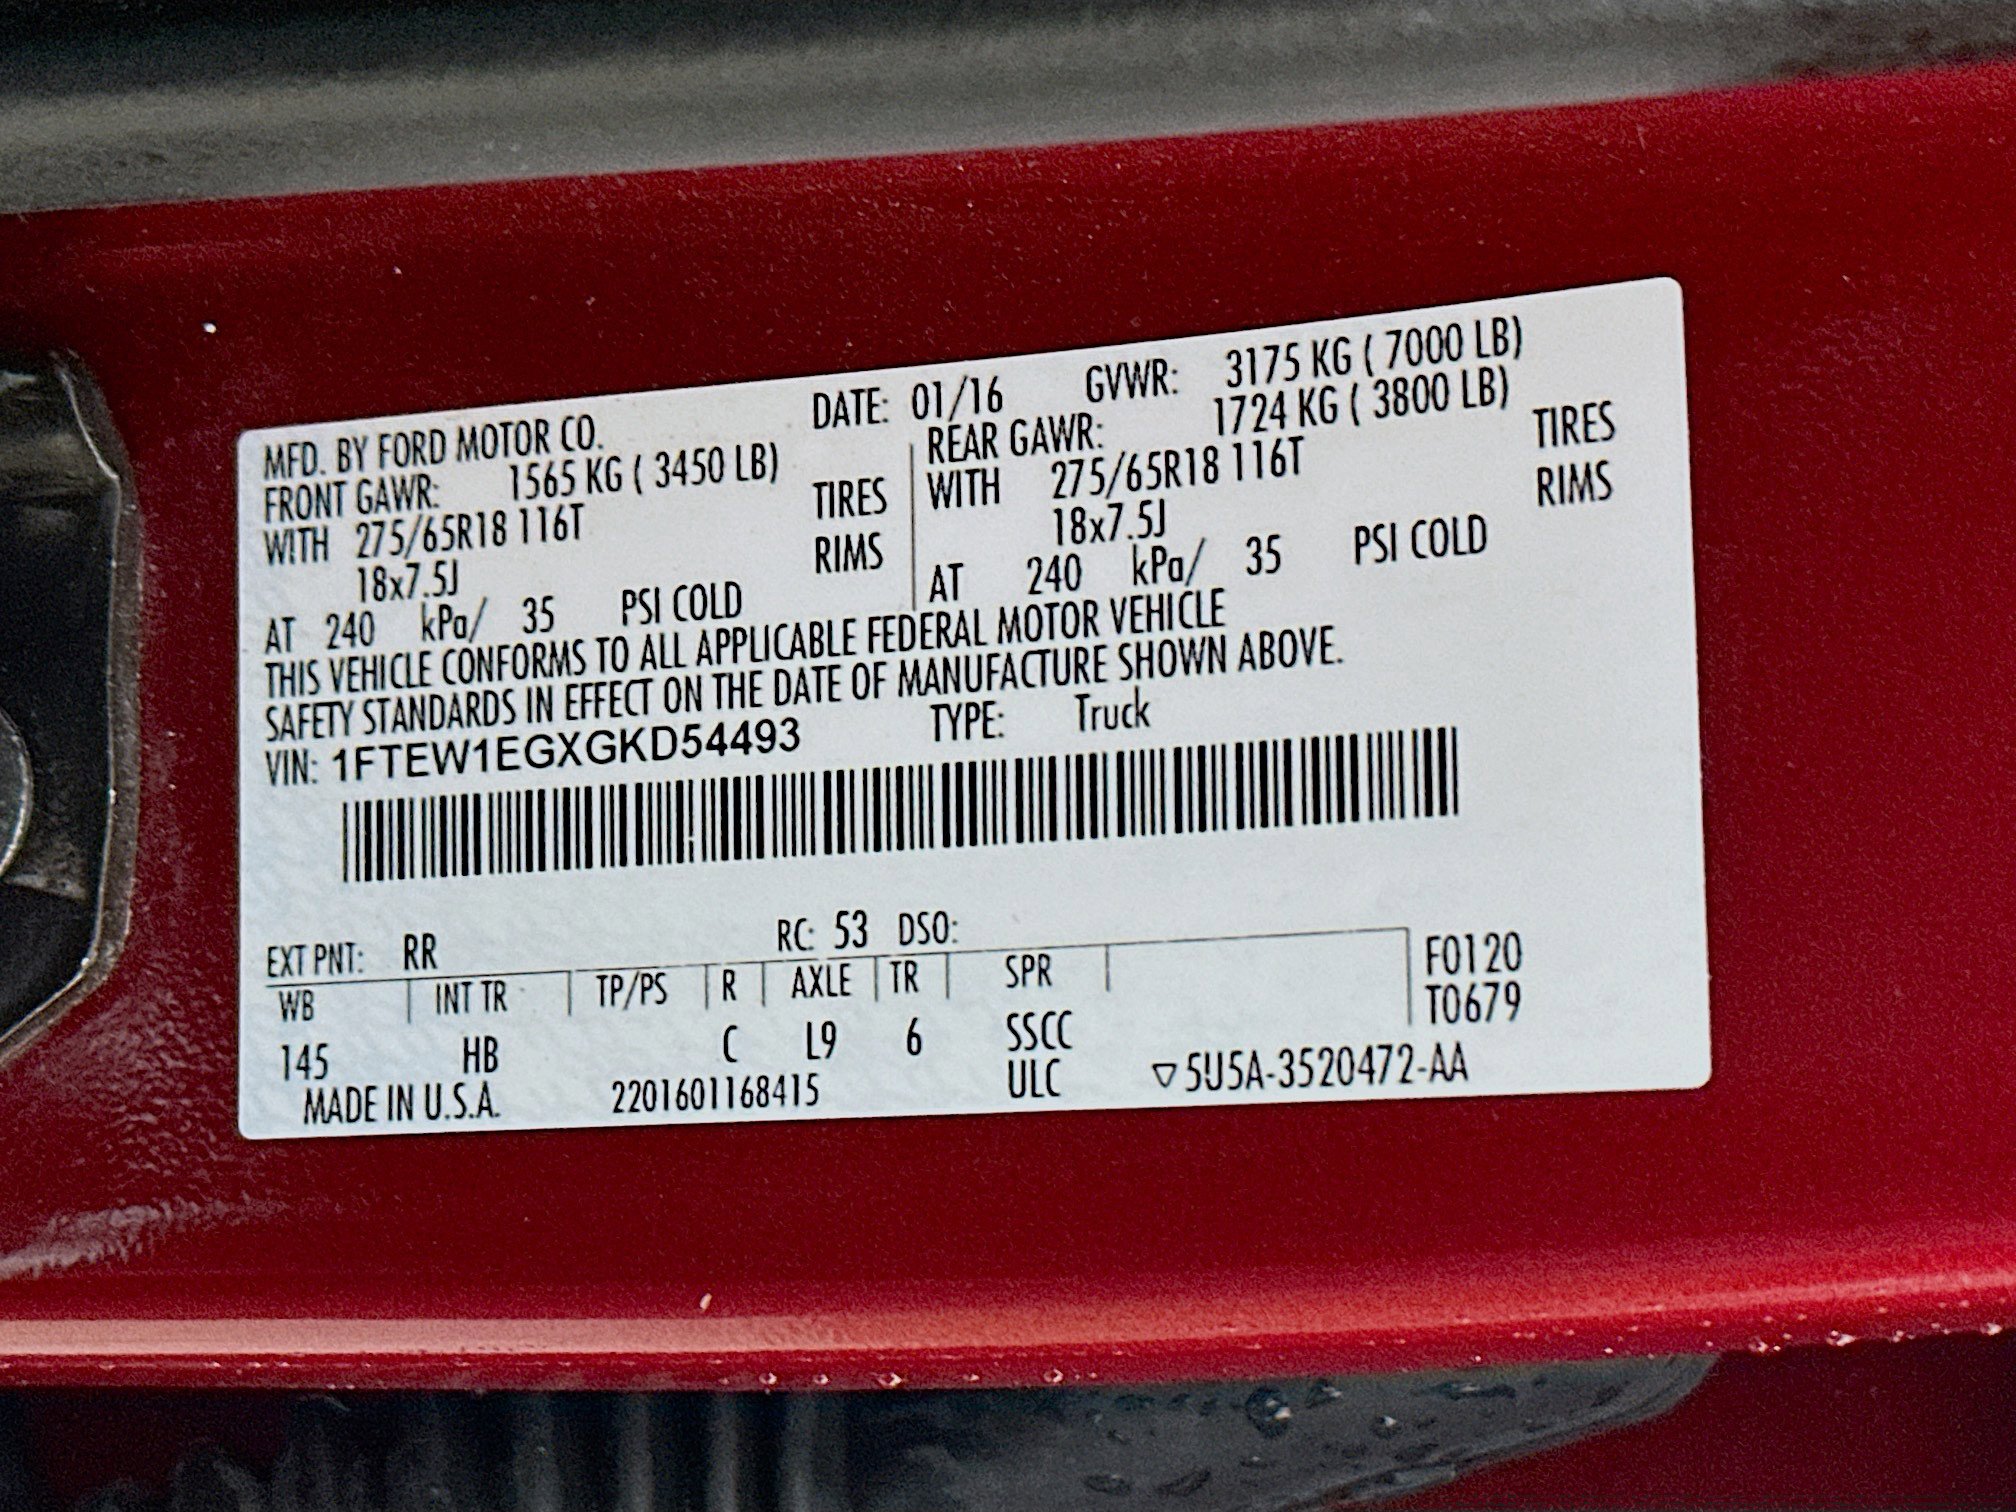 MFD. BY FORD MOTOR CO. DATE: 01/16 GVWR: 3175 KG ( 7000 LB)
FRONT GAWR: 1565 KG ( 3450 LB) REAR GAWR: 1724 KG ( 3800 LB)
WITH 275/65R18 116T TIRES WITH 275/65R18 116T TIRES
18x7.5J RIMS 18x7.5J RIMS
AT 240 kPa/ 35 PSI COLD AT 240 kPa/ 35 PSI COLD
THIS VEHICLE CONFORMS TO ALL APPLICABLE FEDERAL MOTOR VEHICLE
SAFETY STANDARDS IN EFFECT ON THE DATE OF MANUFACTURE SHOWN ABOVE.
VIN: 1FTEW1EGXGKD54493 TYPE: Truck
EXT PNT: RR RC: 53 DSO: F0120
WB INT TR TP/PS R AXLE TR SPR T0679
145 HB C L9 6 SSCC
MADE IN U.S.A. 2201601168415 ULC ▽5U5A-3520472-AA